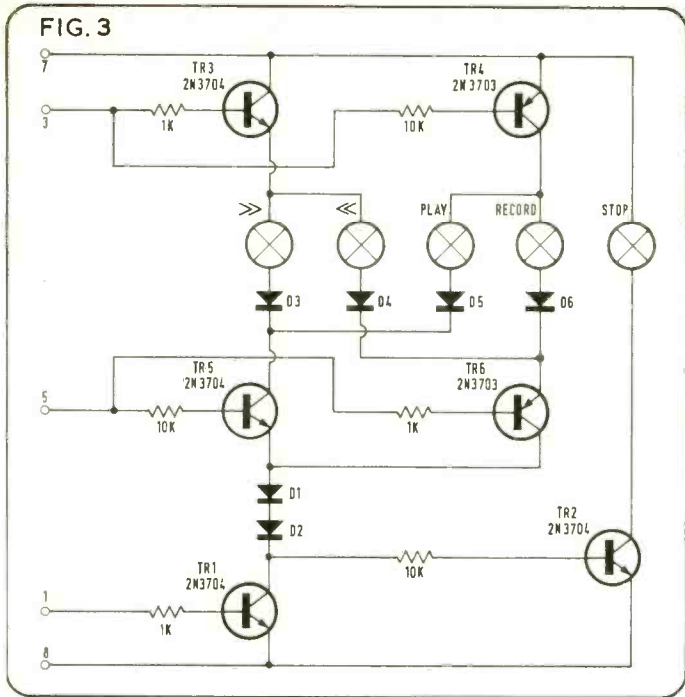 FIG. 3
7
TR3
2N3704
TR4
2N3703
3
1K
10K
>>
<<
PLAY
RECORD
STOP
D3
D4
D5
D6
TR5
2N3704
TR6
2N3703
5
10K
1K
D1
D2
TR2
2N3704
TR1
2N3704
10K
1
1K
8